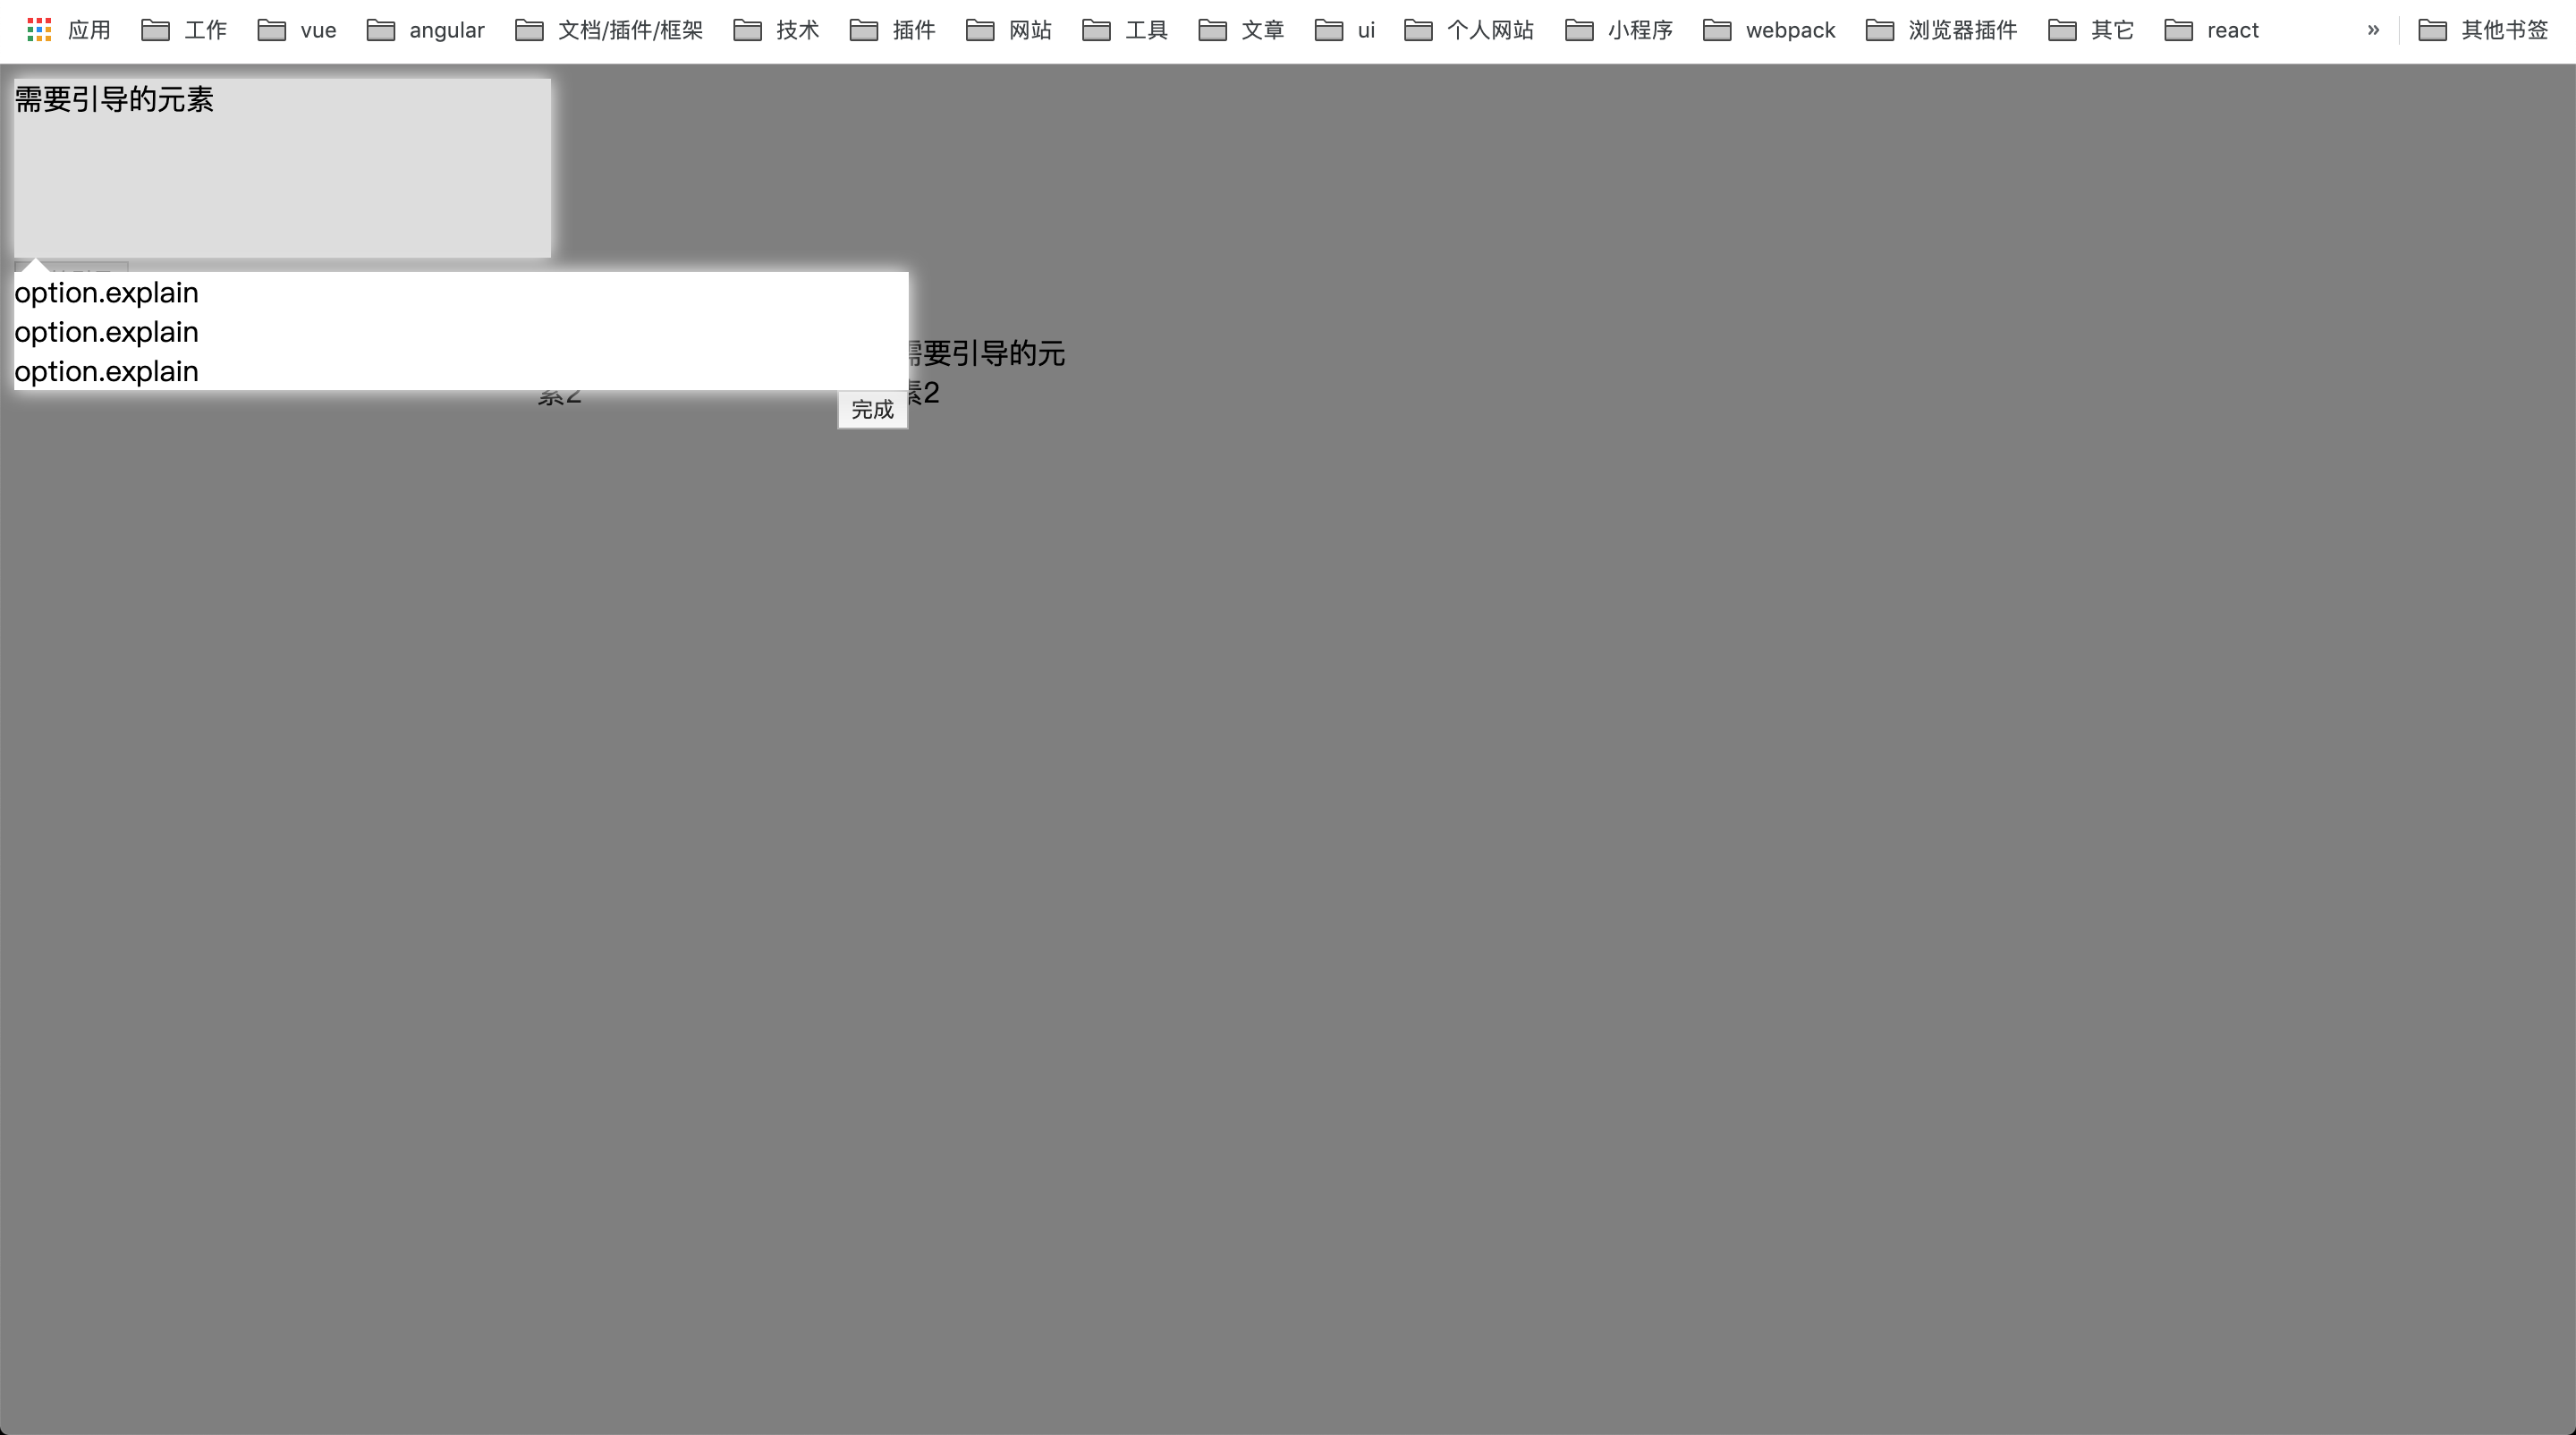 应用 工作 vue angular 文档/插件/框架 技术 插件 网站 工具 文章 ui 个人网站 小程序 webpack 浏览器插件 其它 react » 其他书签
需要引导的元素
option.explain
option.explain
option.explain
需要引导的元
素2
素2
完成